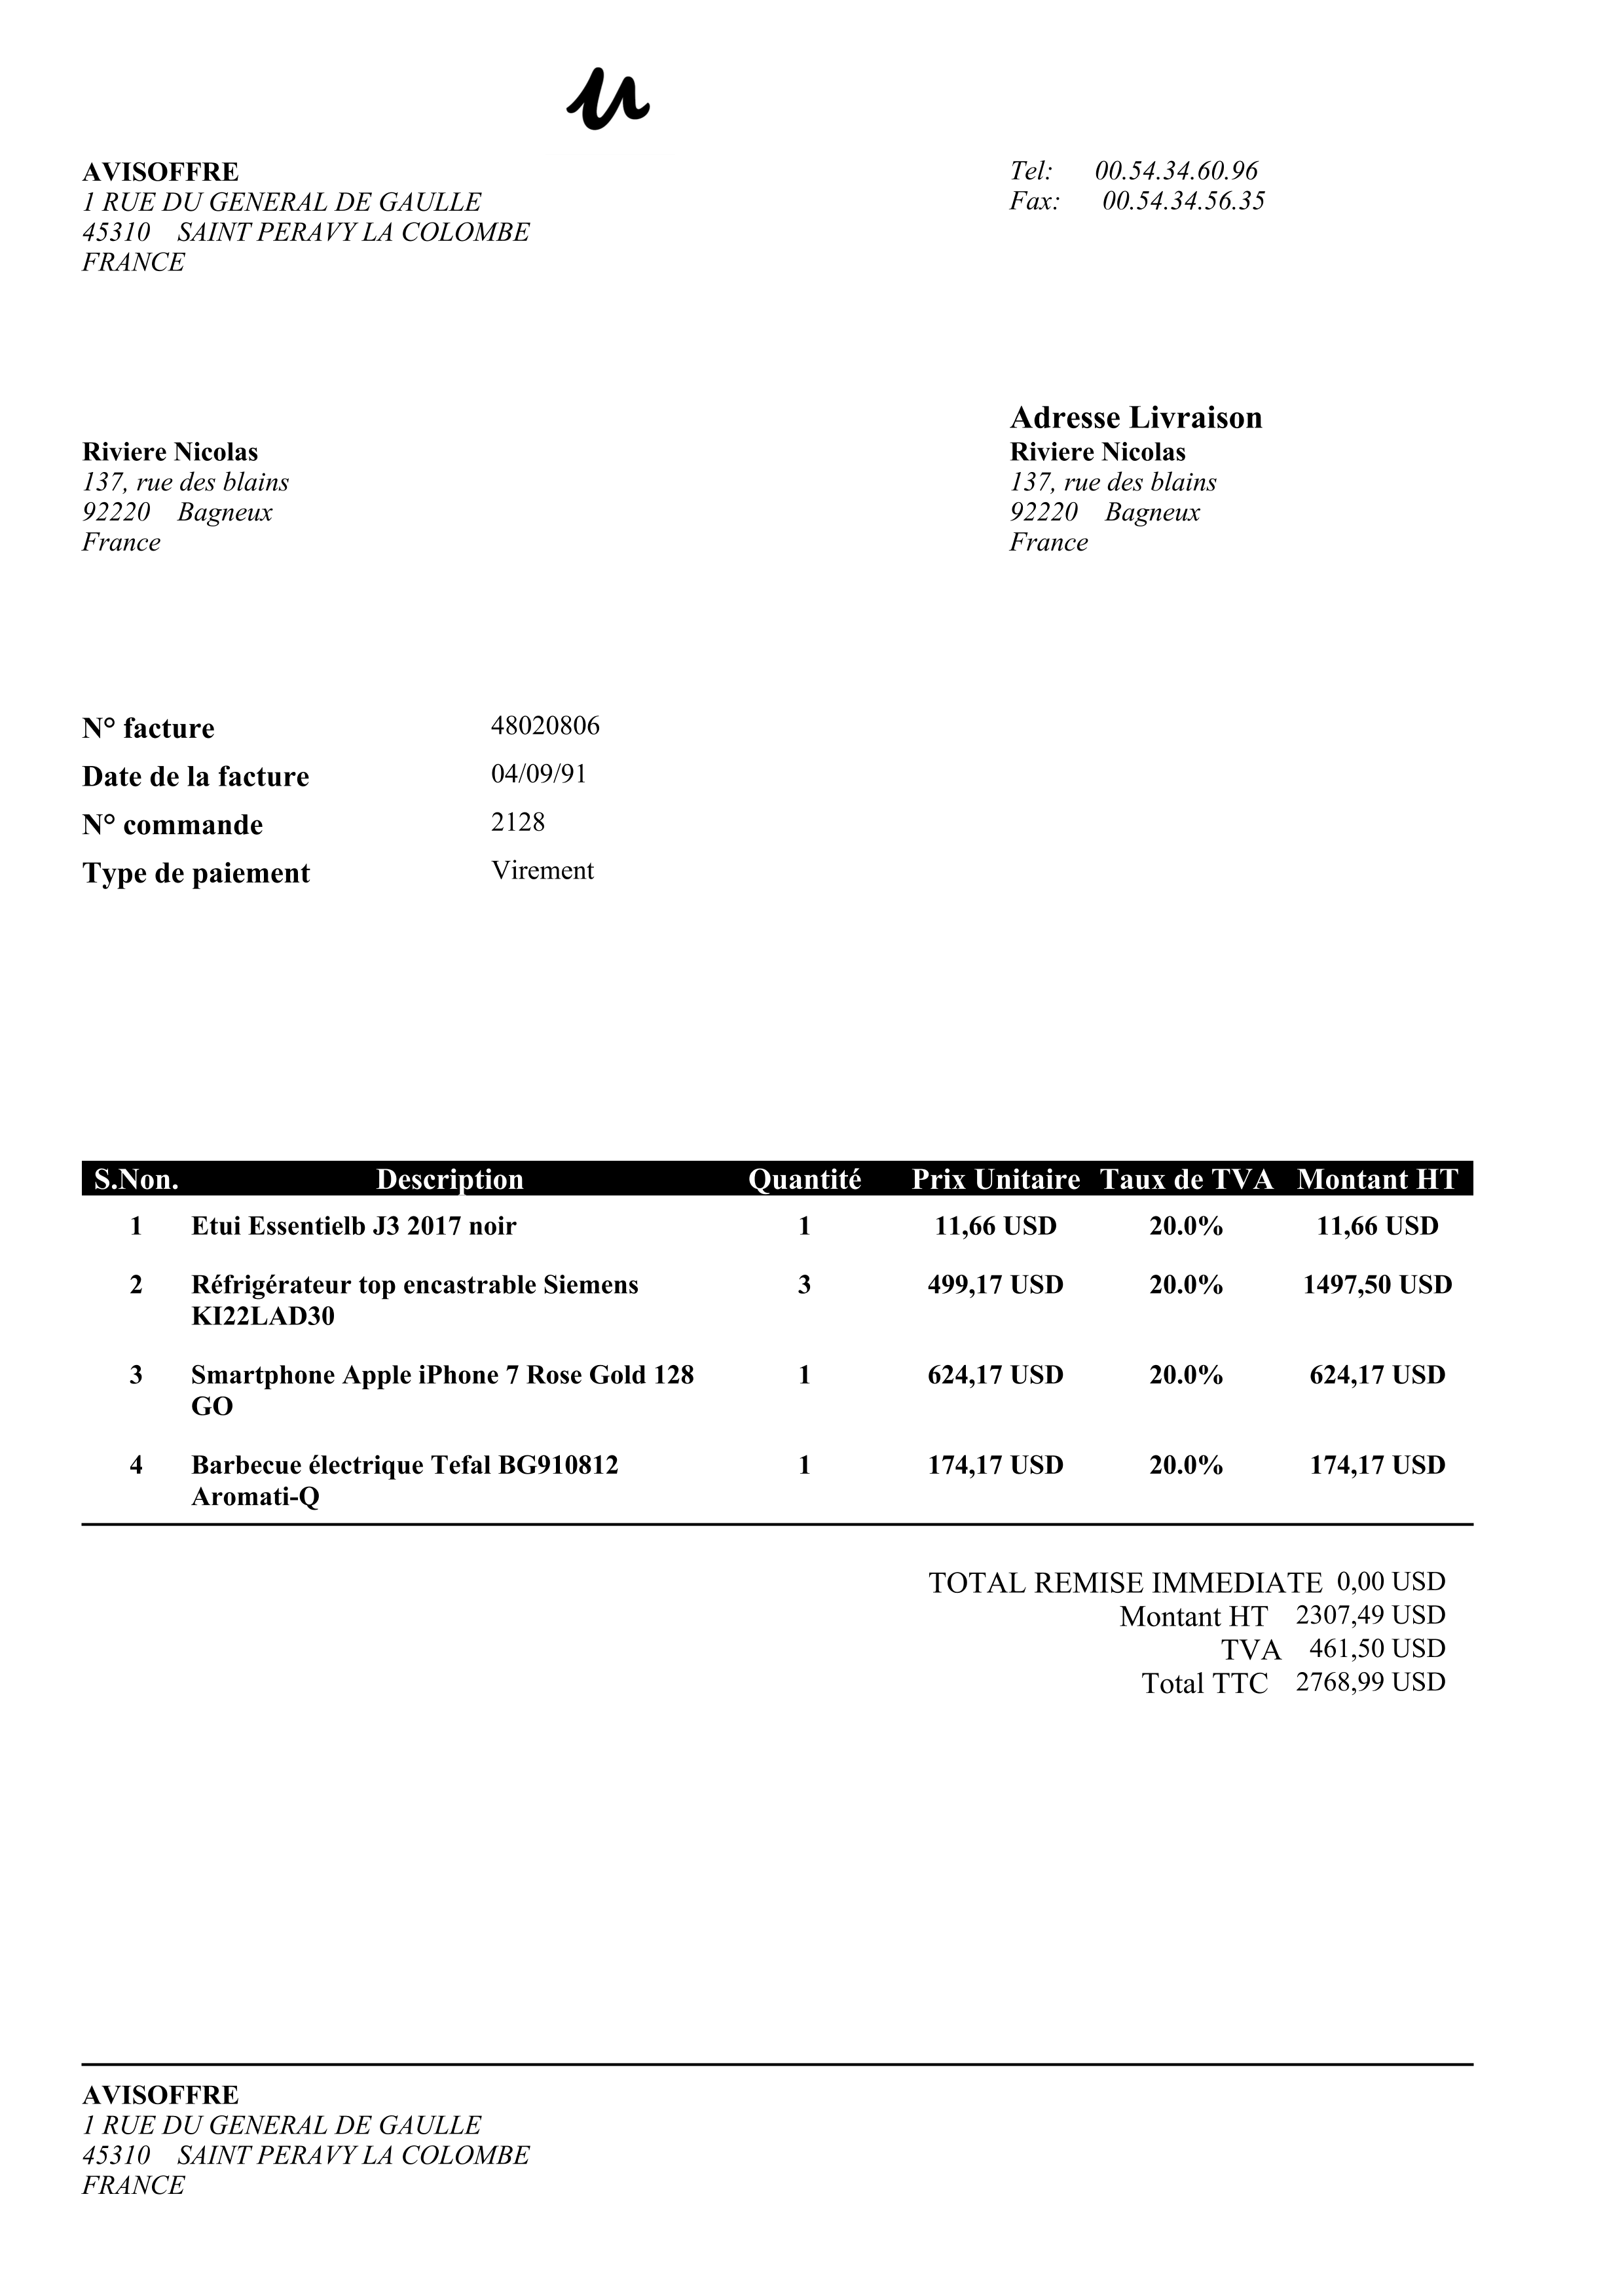 u
AVISOFFRE
1 RUE DU GENERAL DE GAULLE
45310 SAINT PERAVY LA COLOMBE
FRANCE
Tel: 00.54.34.60.96
Fax: 00.54.34.56.35
Riviere Nicolas
137, rue des blains
92220 Bagneux
France
Adresse Livraison
Riviere Nicolas
137, rue des blains
92220 Bagneux
France
N° facture 48020806
Date de la facture 04/09/91
N° commande 2128
Type de paiement Virement
S.Non. Description Quantité Prix Unitaire Taux de TVA Montant HT
1 Etui Essentielb J3 2017 noir 1 11,66 USD 20.0% 11,66 USD
2 Réfrigérateur top encastrable Siemens 3 499,17 USD 20.0% 1497,50 USD
KI22LAD30
3 Smartphone Apple iPhone 7 Rose Gold 128 1 624,17 USD 20.0% 624,17 USD
GO
4 Barbecue électrique Tefal BG910812 1 174,17 USD 20.0% 174,17 USD
Aromati-Q
TOTAL REMISE IMMEDIATE 0,00 USD
Montant HT 2307,49 USD
TVA 461,50 USD
Total TTC 2768,99 USD
AVISOFFRE
1 RUE DU GENERAL DE GAULLE
45310 SAINT PERAVY LA COLOMBE
FRANCE